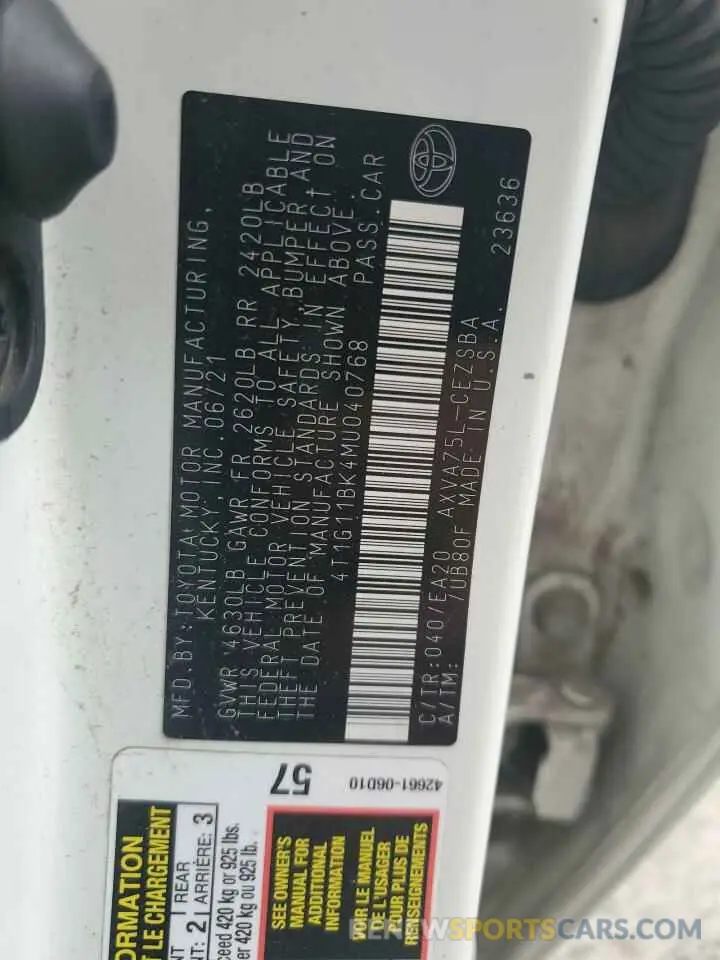 MFD.BY:TOYOTA MOTOR MANUFACTURING,
KENTUCKY, INC. 06/21
GVWR 4630LB GAWR FR 2620LB RR 2420LB
THIS VEHICLE CONFORMS TO ALL APPLICABLE
FEDERAL MOTOR VEHICLE SAFETY, BUMPER AND
THEFT PREVENTION STANDARDS IN EFFECT ON
THE DATE OF MANUFACTURE SHOWN ABOVE.
4T1G11BK4MU040768 PASS.CAR
C/TR:040/EA20 AXVA75L-CEZSBA
A/TM: /UB80F MADE IN U.S.A. 23636
57
42661-06D10
ORMATION
T LE CHARGEMENT
NT REAR 3
NT: 2 ARRIÈRE:
ceed 420 kg or 925 lbs.
er 420 kg ou 925 lb.
SEE OWNER'S
MANUAL FOR
ADDITIONAL
INFORMATION
VOIR LE MANUEL
DE L'USAGER
POUR PLUS DE
RENSEIGNEMENTS
RENEWSPORTSCARS.COM